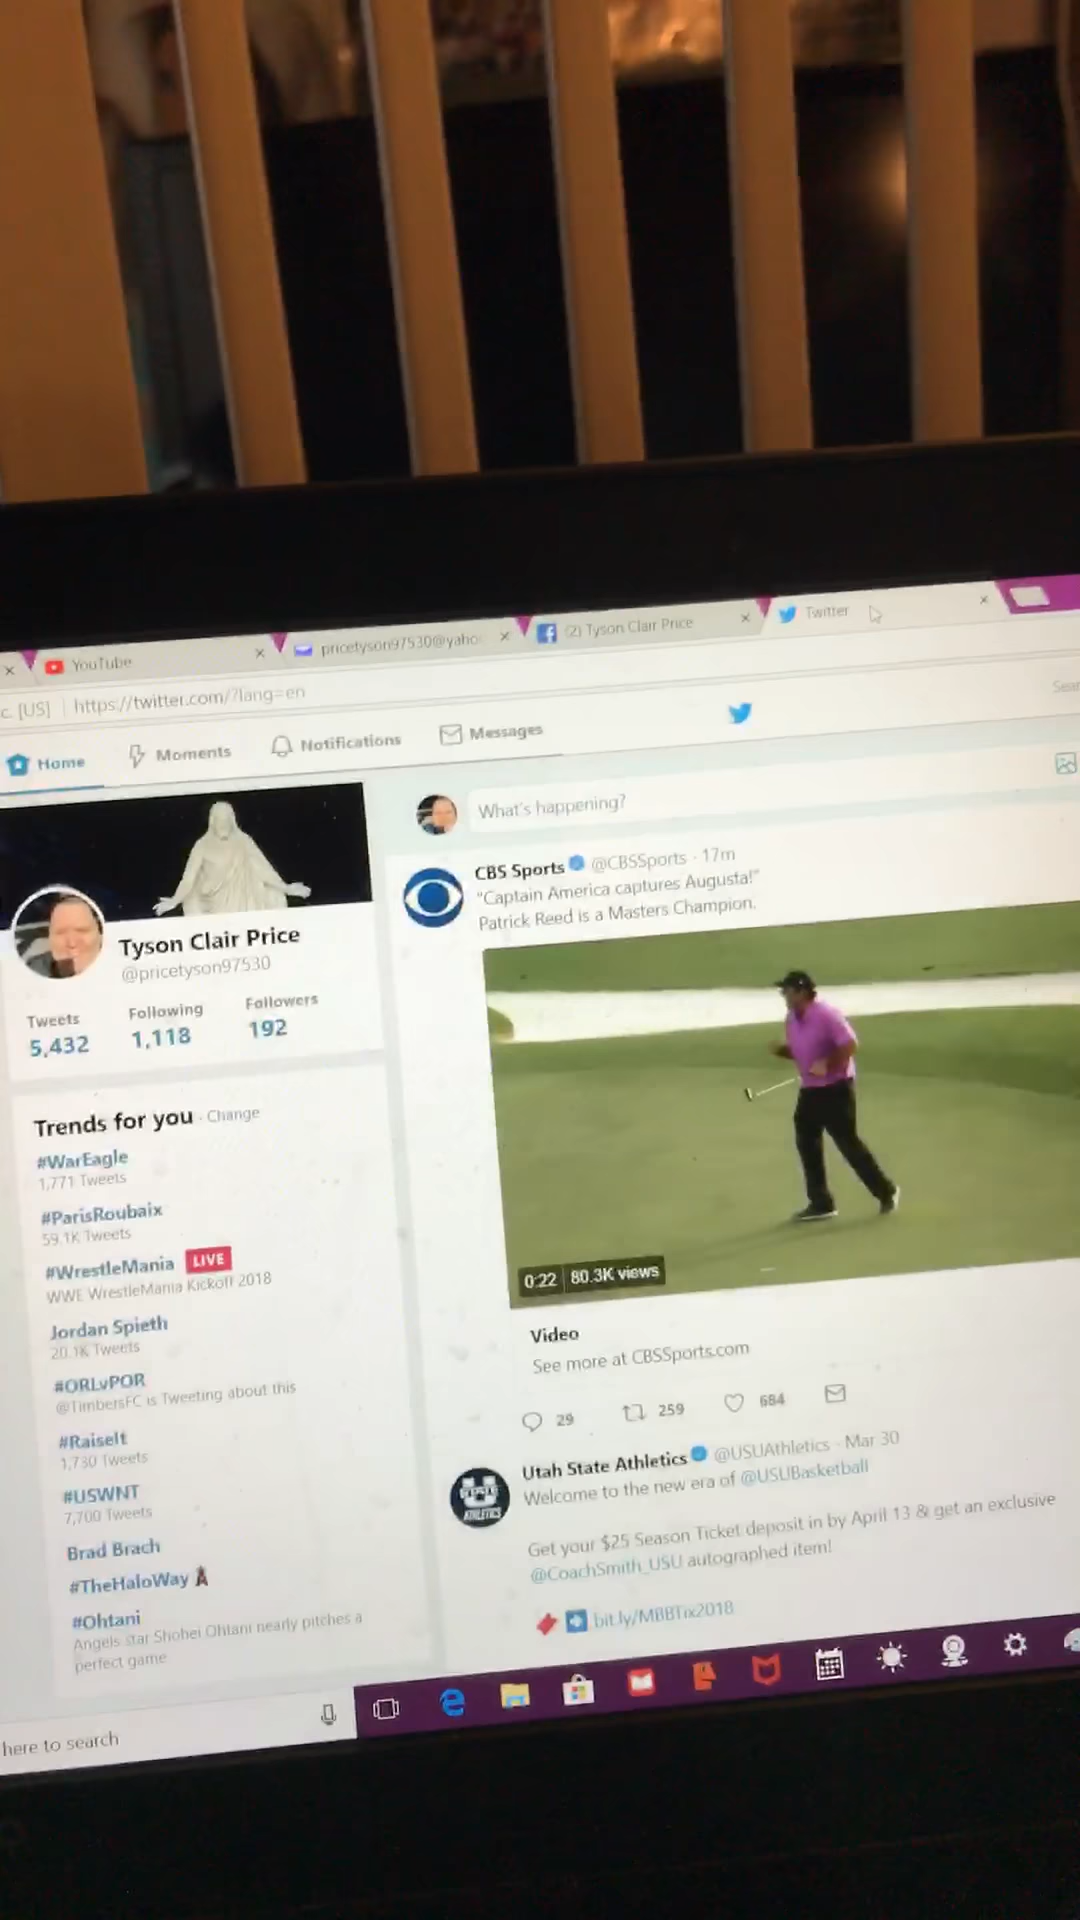 YouTube
pricetyson97530@yaho
(2) Tyson Clair Price
Twitter
c. [US] | https://twitter.com/?lang=en
Sear
Home
Moments
Notifications
Messages
What's happening?
Tyson Clair Price
@pricetyson97530
Tweets Following Followers
5,432 1,118 192
Trends for you · Change
#WarEagle
1,771 Tweets
#ParisRoubaix
59.1K Tweets
#WrestleMania LIVE
WWE WrestleMania Kickoff 2018
Jordan Spieth
20.1K Tweets
#ORLvPOR
@TimbersFC is Tweeting about this
#RaiseIt
1,730 Tweets
#USWNT
7,700 Tweets
Brad Brach
#TheHaloWay
#Ohtani
Angels star Shohei Ohtani nearly pitches a
perfect game
CBS Sports @CBSSports · 17m
"Captain America captures Augusta!"
Patrick Reed is a Masters Champion.
0:22 | 80.3K views
Video
See more at CBSSports.com
29 259 684
Utah State Athletics @USUAthletics · Mar 30
Welcome to the new era of @USUBasketball
Get your $25 Season Ticket deposit in by April 13 & get an exclusive
@CoachSmith_USU autographed item!
bit.ly/MBBTix2018
here to search